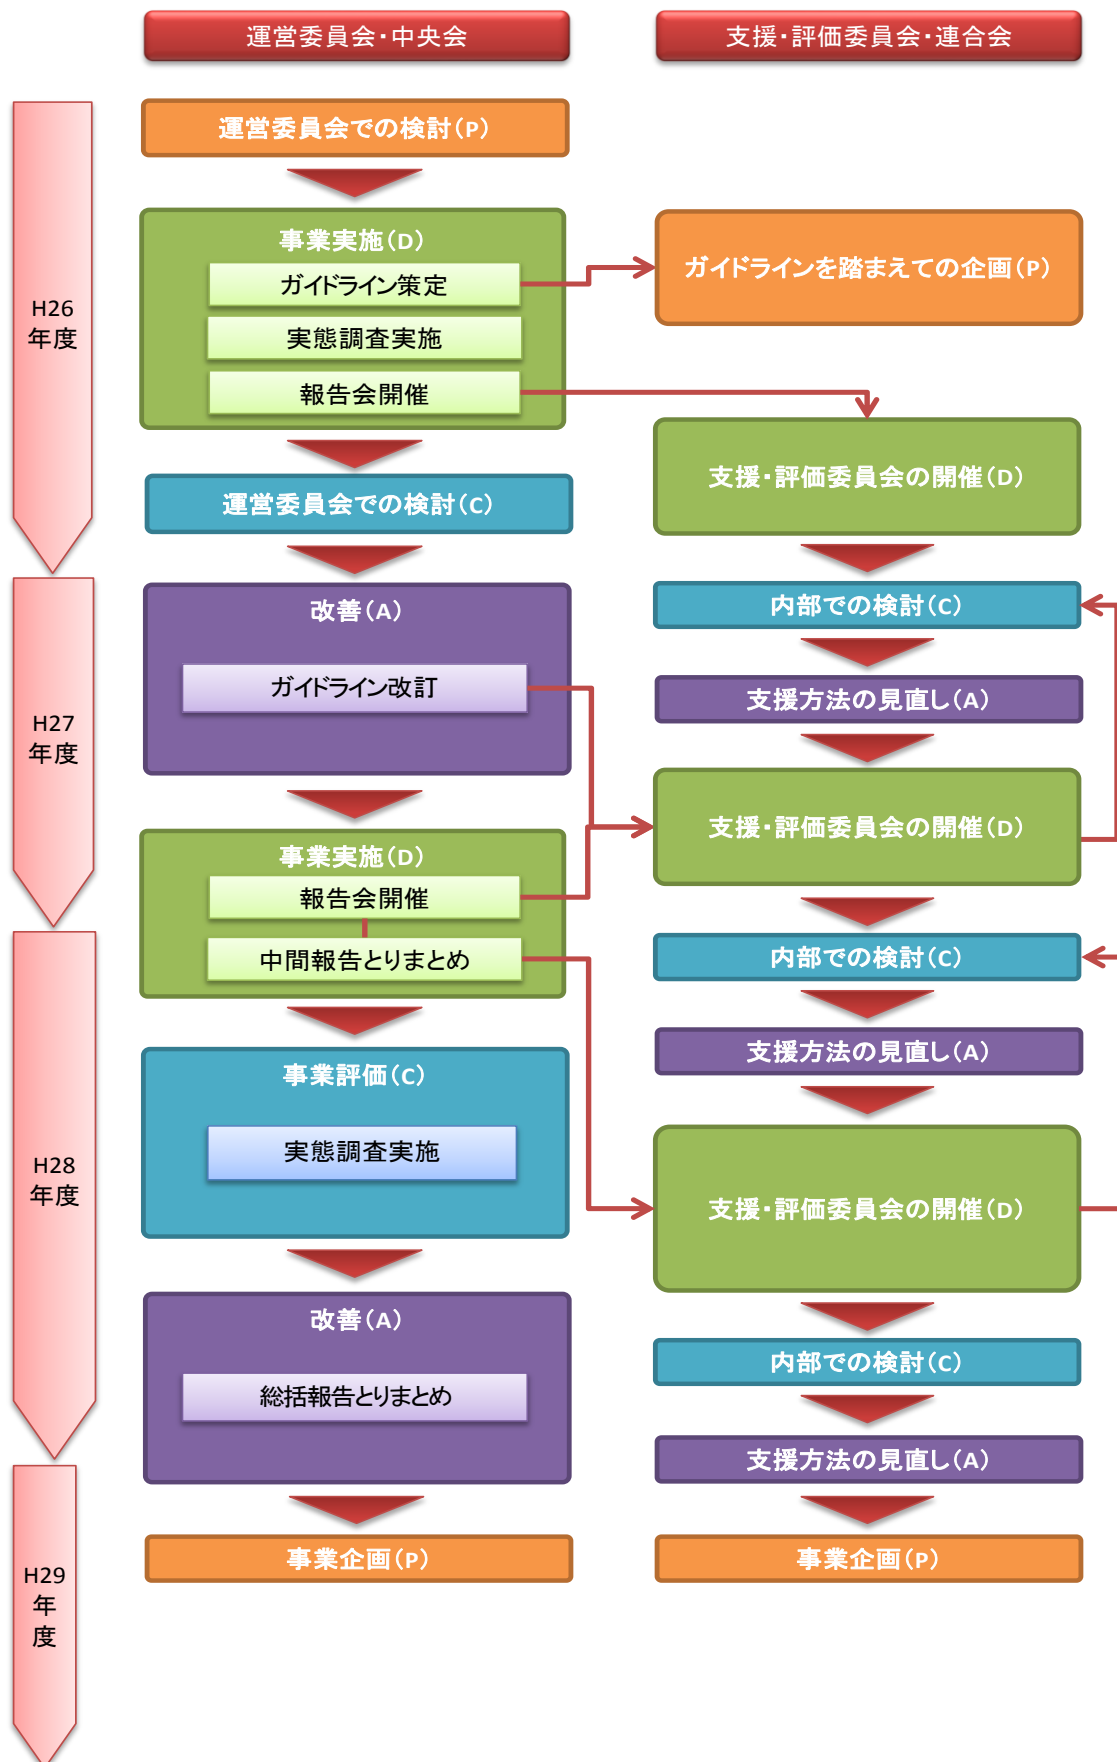 運営委員会・中央会
支援・評価委員会・連合会
H26
年度
運営委員会での検討(P)
事業実施(D)
ガイドライン策定
実態調査実施
報告会開催
ガイドラインを踏まえての企画(P)
運営委員会での検討(C)
支援・評価委員会の開催(D)
H27
年度
改善(A)
ガイドライン改訂
内部での検討(C)
支援方法の見直し(A)
支援・評価委員会の開催(D)
事業実施(D)
報告会開催
中間報告とりまとめ
内部での検討(C)
H28
年度
事業評価(C)
実態調査実施
支援方法の見直し(A)
支援・評価委員会の開催(D)
改善(A)
総括報告とりまとめ
内部での検討(C)
支援方法の見直し(A)
H29
年
度
事業企画(P)
事業企画(P)